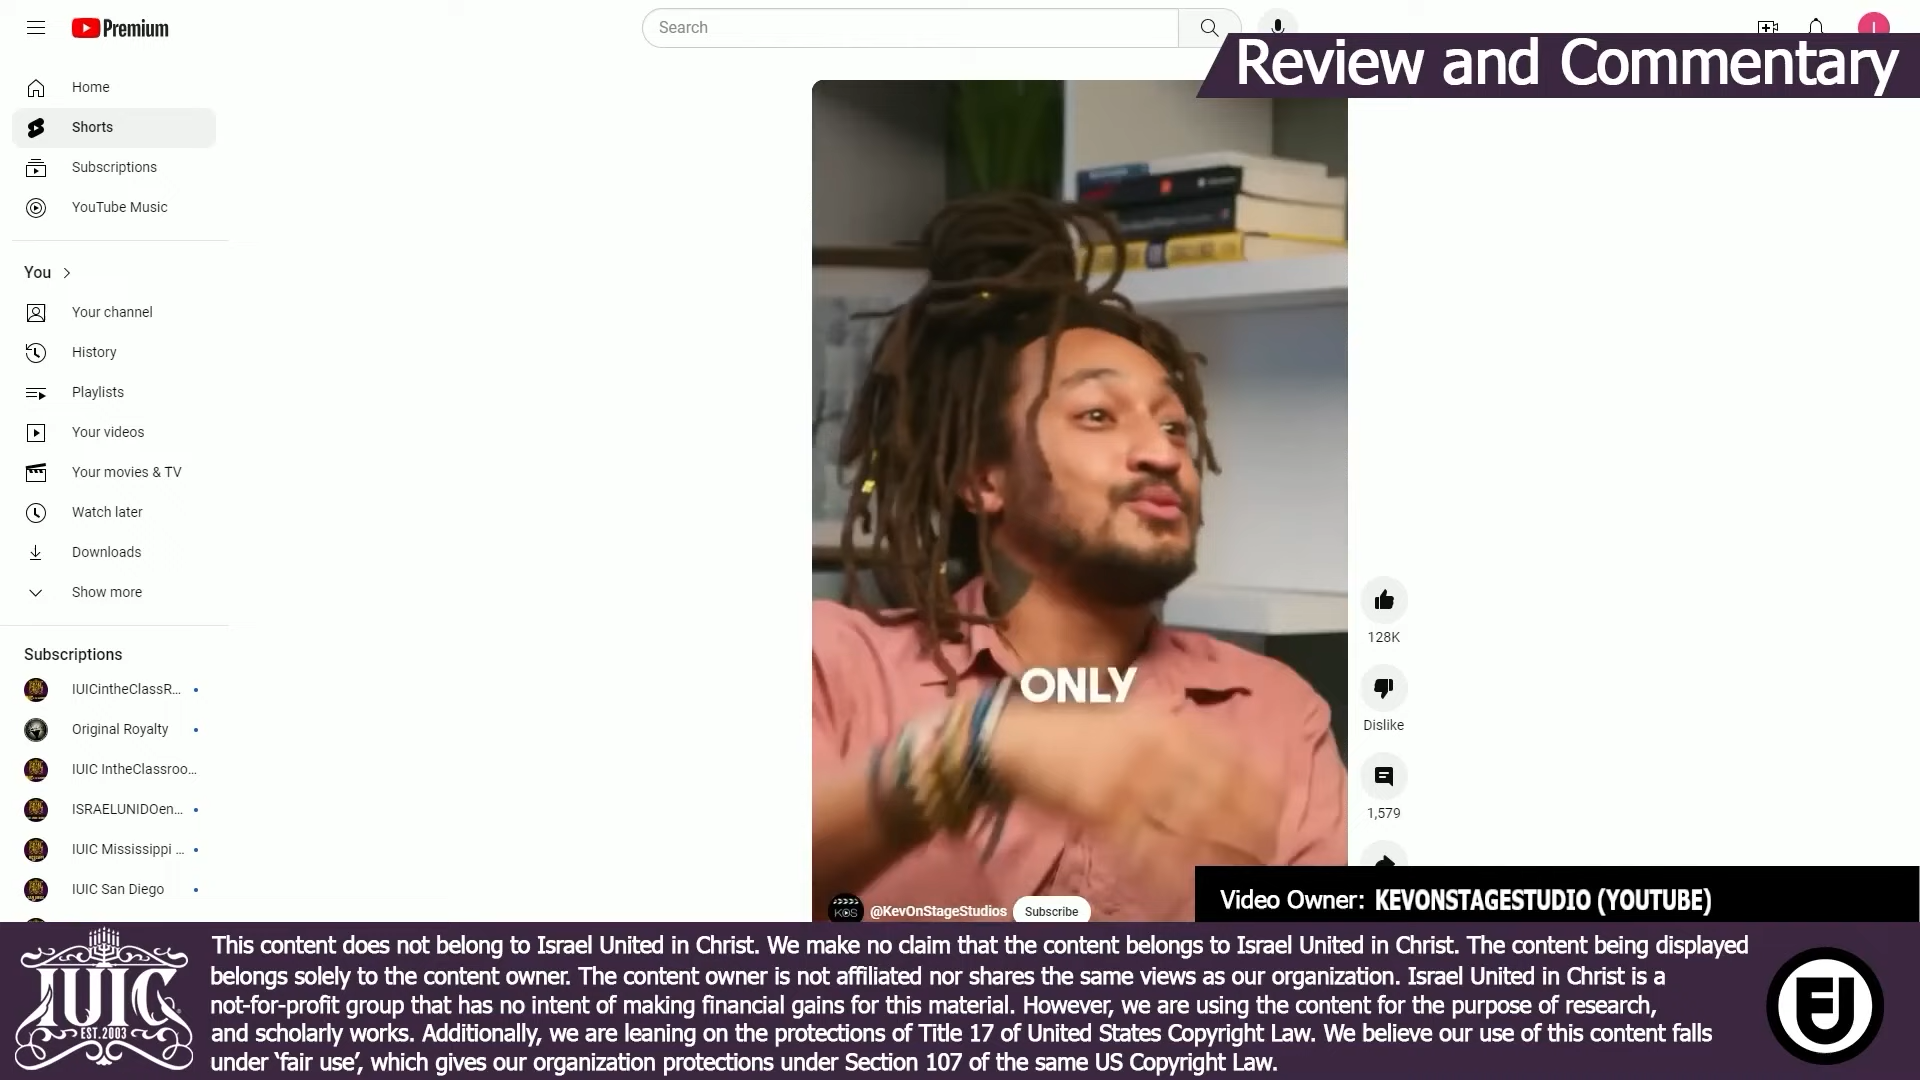 Premium
Search
Review and Commentary
Home
Shorts
Subscriptions
YouTube Music
You
Your channel
History
Playlists
Your videos
Your movies & TV
Watch later
Downloads
Show more
Subscriptions
IUICintheClassR...
Original Royalty
IUIC IntheClassroo...
ISRAELUNIDOen...
IUIC Mississippi ...
IUIC San Diego
ONLY
128K
Dislike
1,579
KOS
@KevOnStageStudios
Subscribe
Video Owner: KEVONSTAGESTUDIO (YOUTUBE)
IUIC
EST. 2003
This content does not belong to Israel United in Christ. We make no claim that the content belongs to Israel United in Christ. The content being displayed
belongs solely to the content owner. The content owner is not affiliated nor shares the same views as our organization. Israel United in Christ is a
not-for-profit group that has no intent of making financial gains for this material. However, we are using the content for the purpose of research,
and scholarly works. Additionally, we are leaning on the protections of Title 17 of United States Copyright Law. We believe our use of this content falls
under ‘fair use’, which gives our organization protections under Section 107 of the same US Copyright Law.